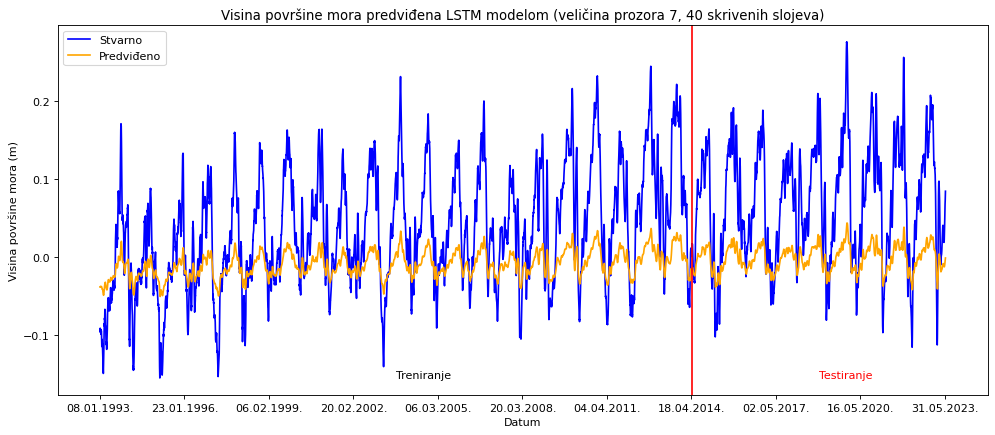 Visina površine mora predviđena LSTM modelom (veličina prozora 7, 40 skrivenih slojeva)
Stvarno
Predviđeno
Visina površine mora (m)
0.2
0.1
0.0
−0.1
Treniranje
Testiranje
08.01.1993.
23.01.1996.
06.02.1999.
20.02.2002.
06.03.2005.
20.03.2008.
04.04.2011.
18.04.2014.
02.05.2017.
16.05.2020.
31.05.2023.
Datum